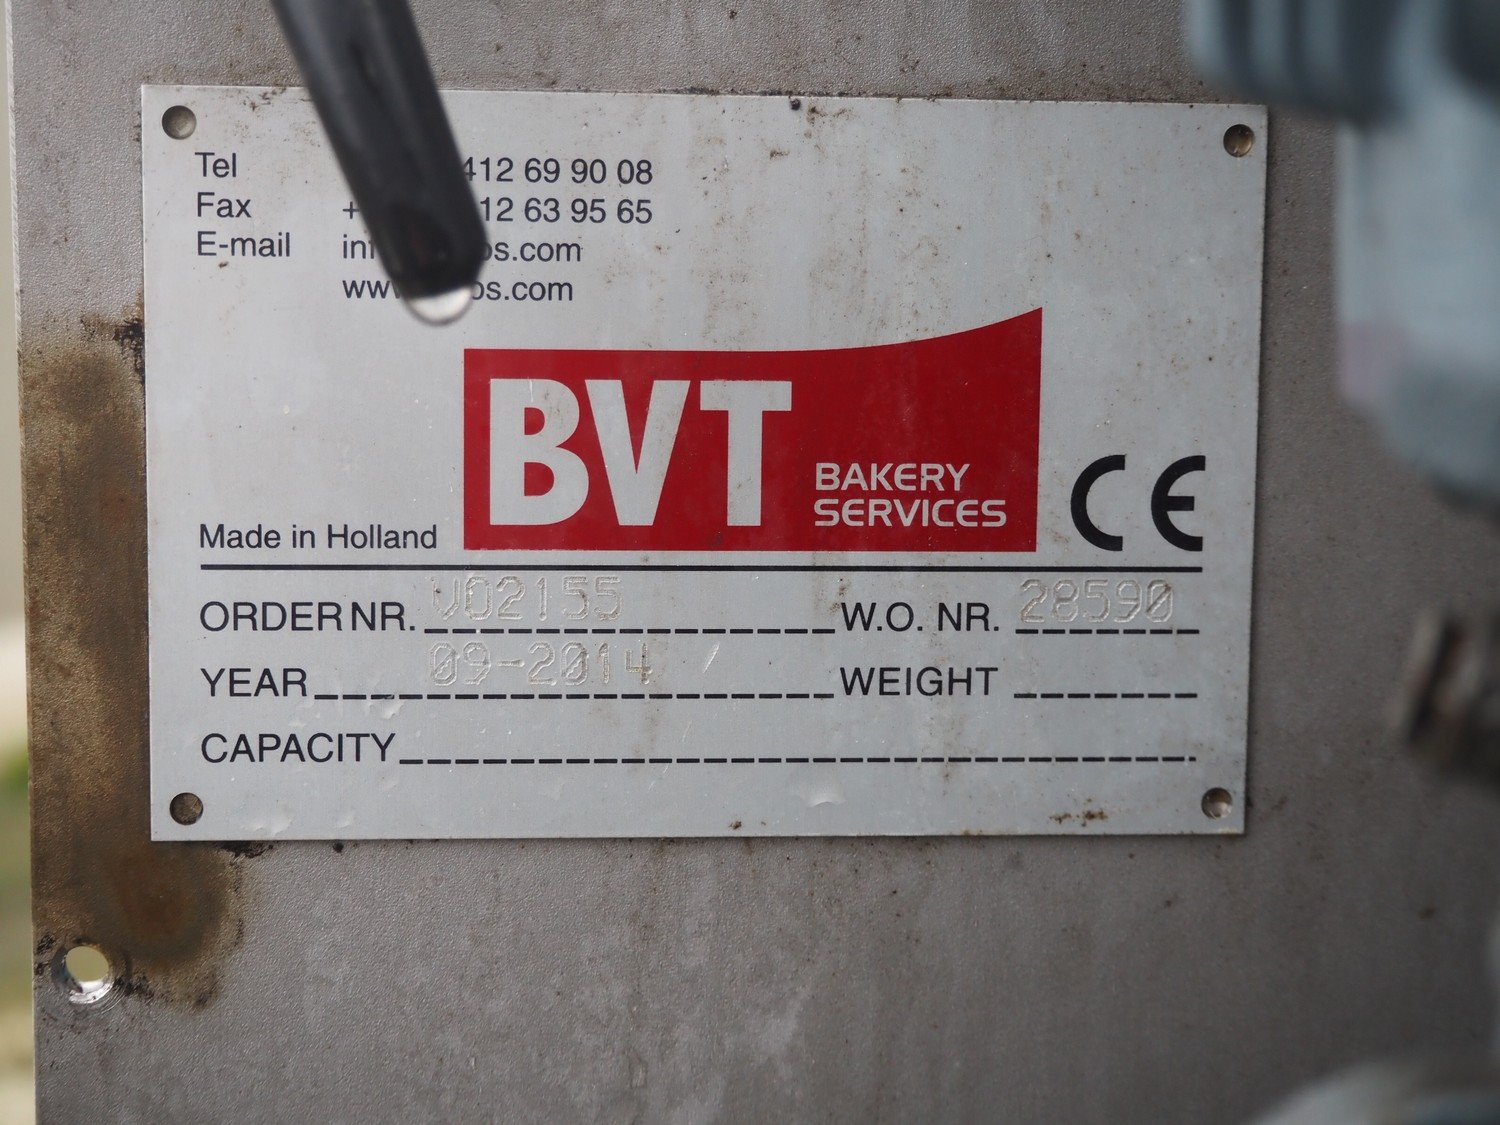 Tel 412 69 90 08
Fax 12 63 95 65
E-mail
BVT
BAKERY
SERVICES
CE
Made in Holland
ORDER NR. V02155 W.O. NR. 28590
YEAR 09-2014 WEIGHT
CAPACITY